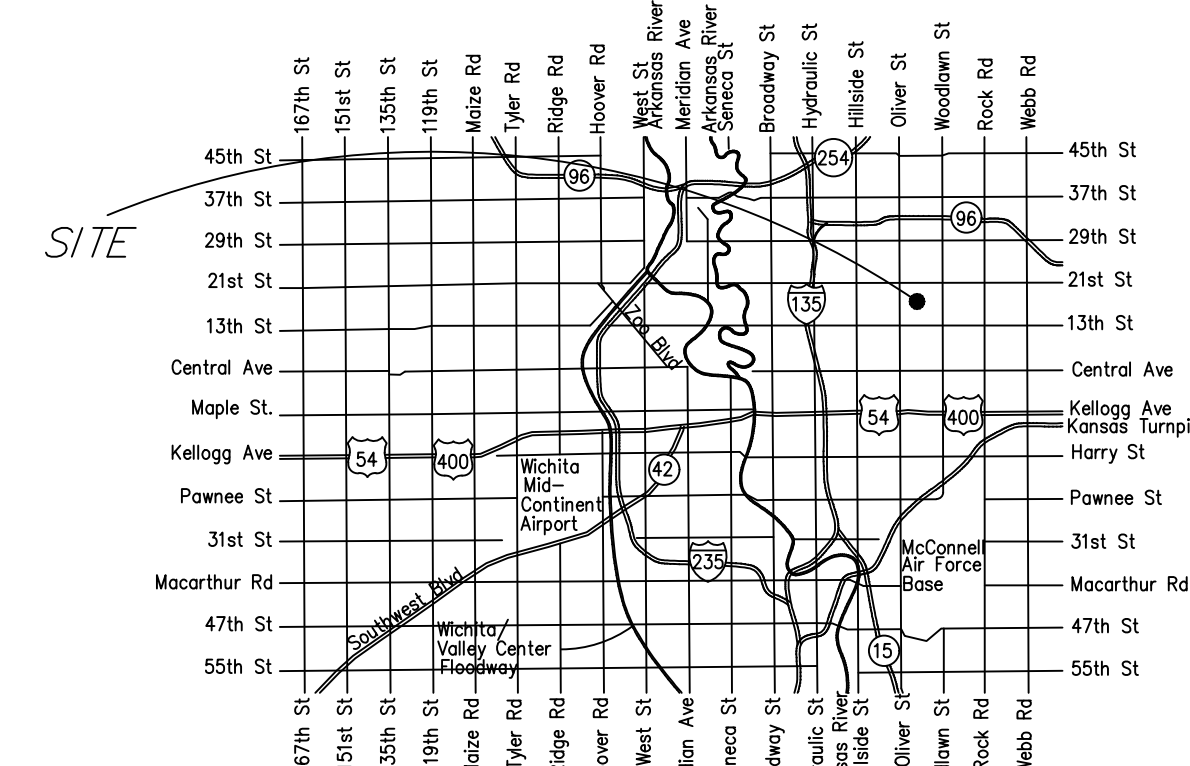 167th St
151st St
135th St
119th St
Maize Rd
Tyler Rd
Ridge Rd
Hoover Rd
West St
Arkansas River
Meridian Ave
Arkansas River
Seneca St
Broadway St
Hydraulic St
Hillside St
Oliver St
Woodlawn St
Rock Rd
Webb Rd
45th St
254
45th St
96
37th St
37th St
SITE
96
29th St
29th St
21st St
21st St
135
13th St
Zoo Blvd
13th St
Central Ave
Central Ave
Maple St.
54
400
Kellogg Ave
Kansas Turnpi
Kellogg Ave
54
400
42
Harry St
Wichita
Mid-
Continent
Airport
Pawnee St
Pawnee St
31st St
31st St
235
McConnell
Air Force
Base
Macarthur Rd
Macarthur Rd
Southwest Blvd
47th St
Wichita/
Valley Center
Floodway
47th St
15
55th St
55th St
67th St
51st St
35th St
19th St
aize Rd
Tyler Rd
idge Rd
over Rd
West St
dian Ave
neca St
dway St
aulic St
sas River
lside St
Oliver St
dlawn St
Rock Rd
Webb Rd